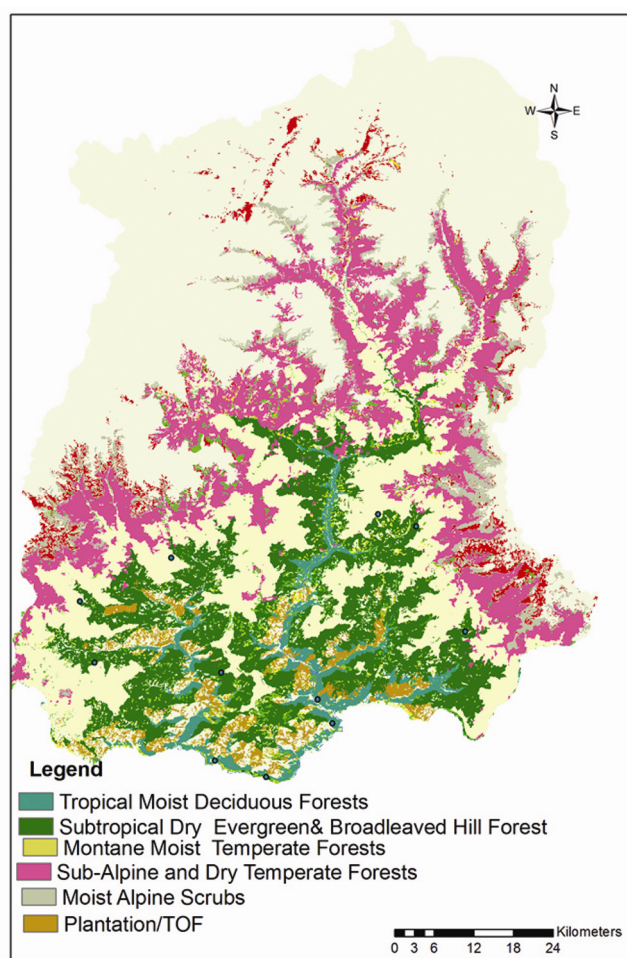 N
W E
S
Legend
Tropical Moist Deciduous Forests
Subtropical Dry Evergreen& Broadleaved Hill Forest
Montane Moist Temperate Forests
Sub-Alpine and Dry Temperate Forests
Moist Alpine Scrubs
Plantation/TOF
Kilometers
0 3 6 12 18 24